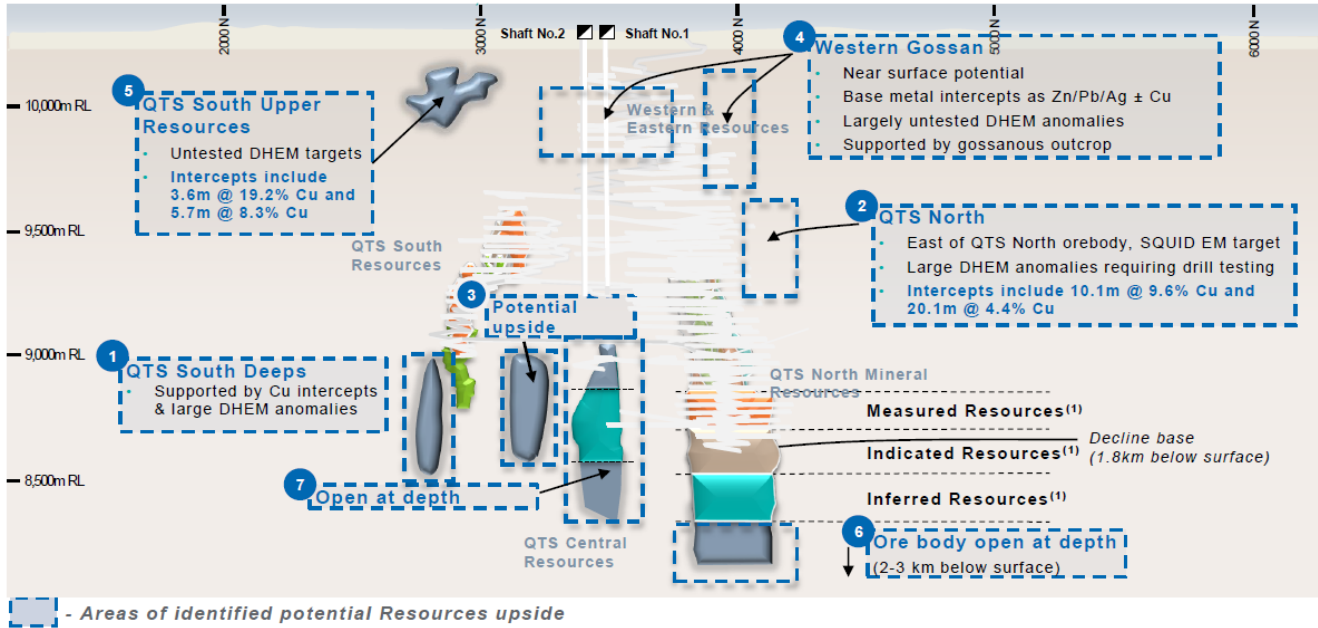 2000 N
3000 N
4000 N
5000 N
6000 N
Shaft No.2
Shaft No.1
10,000m RL
9,500m RL
9,000m RL
8,500m RL
5
QTS South Upper
Resources
• Untested DHEM targets
• Intercepts include
3.6m @ 19.2% Cu and
5.7m @ 8.3% Cu
4
Western Gossan
• Near surface potential
• Base metal intercepts as Zn/Pb/Ag ± Cu
• Largely untested DHEM anomalies
• Supported by gossanous outcrop
Western &
Eastern Resources
2
QTS North
• East of QTS North orebody, SQUID EM target
• Large DHEM anomalies requiring drill testing
• Intercepts include 10.1m @ 9.6% Cu and
20.1m @ 4.4% Cu
QTS South
Resources
3
Potential
upside
1
QTS South Deeps
• Supported by Cu intercepts
& large DHEM anomalies
QTS North Mineral
Resources
Measured Resources(1)
Indicated Resources(1)
Decline base
(1.8km below surface)
Inferred Resources(1)
7
Open at depth
QTS Central
Resources
6
Ore body open at depth
(2-3 km below surface)
- Areas of identified potential Resources upside